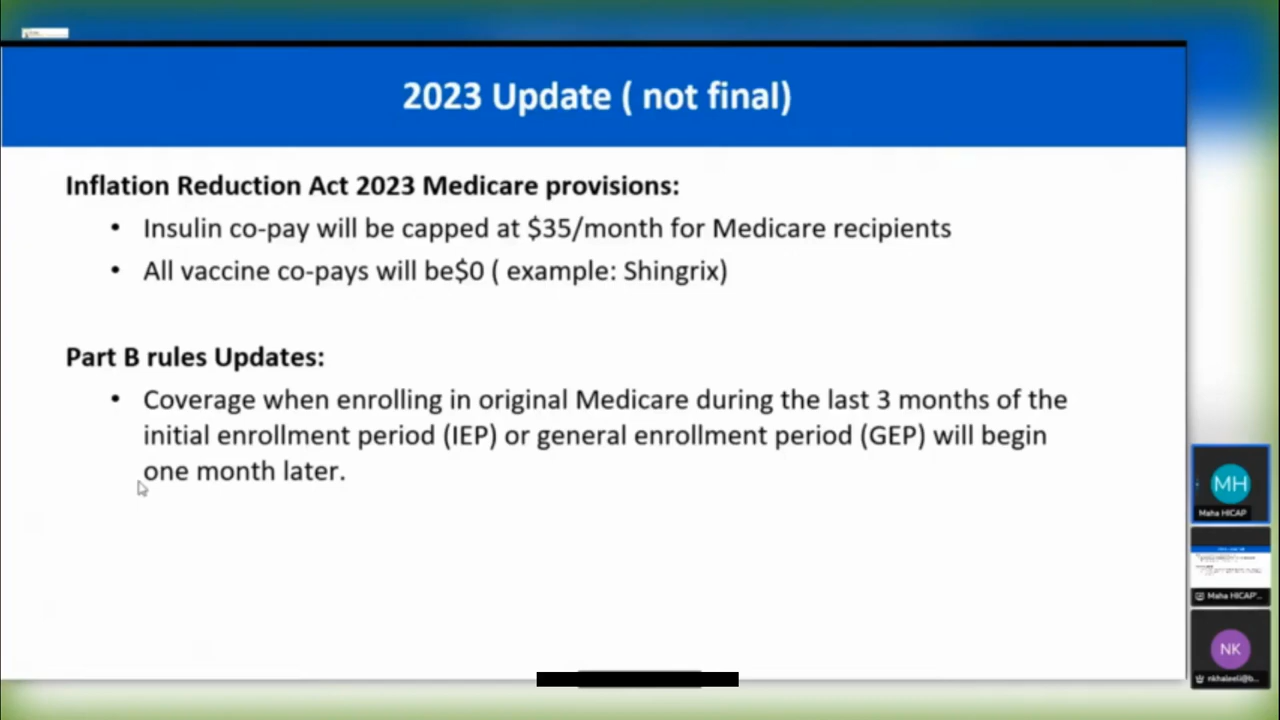 2023 Update ( not final)
Inflation Reduction Act 2023 Medicare provisions:
• Insulin co-pay will be capped at $35/month for Medicare recipients
• All vaccine co-pays will be$0 ( example: Shingrix)
Part B rules Updates:
• Coverage when enrolling in original Medicare during the last 3 months of the
initial enrollment period (IEP) or general enrollment period (GEP) will begin
one month later.
MH
Maha HICAP
Maha HICAP'...
NK
nkhaleeli@b...